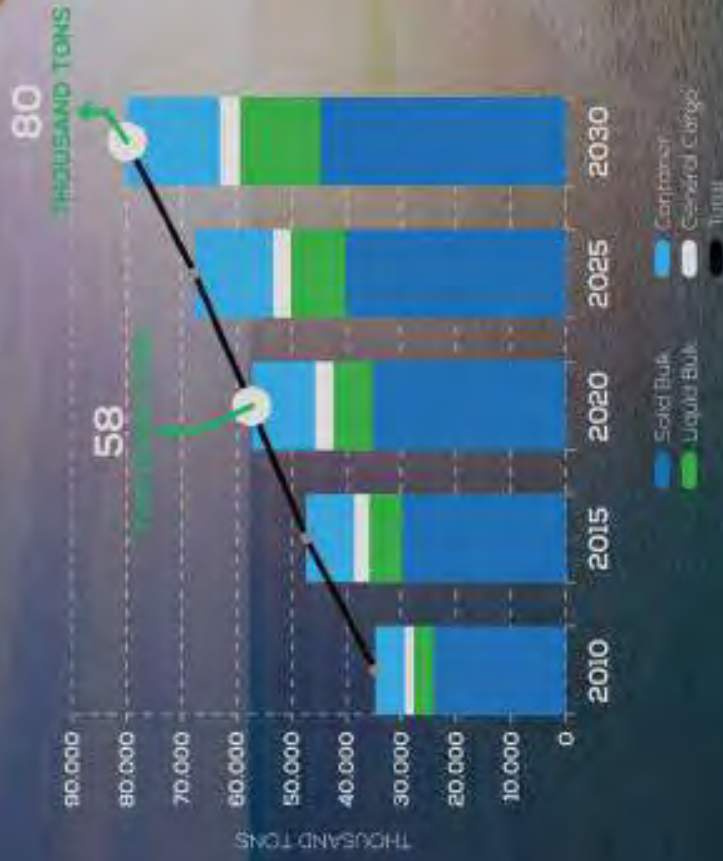 80
THOUSAND TONS
58
THOUSAND TONS
90.000
80.000
70.000
60.000
50.000
40.000
30.000
20.000
10.000
0
2010
2015
2020
2025
2030
Solid Bulk
Container
Liquid Bulk
General Cargo
Total